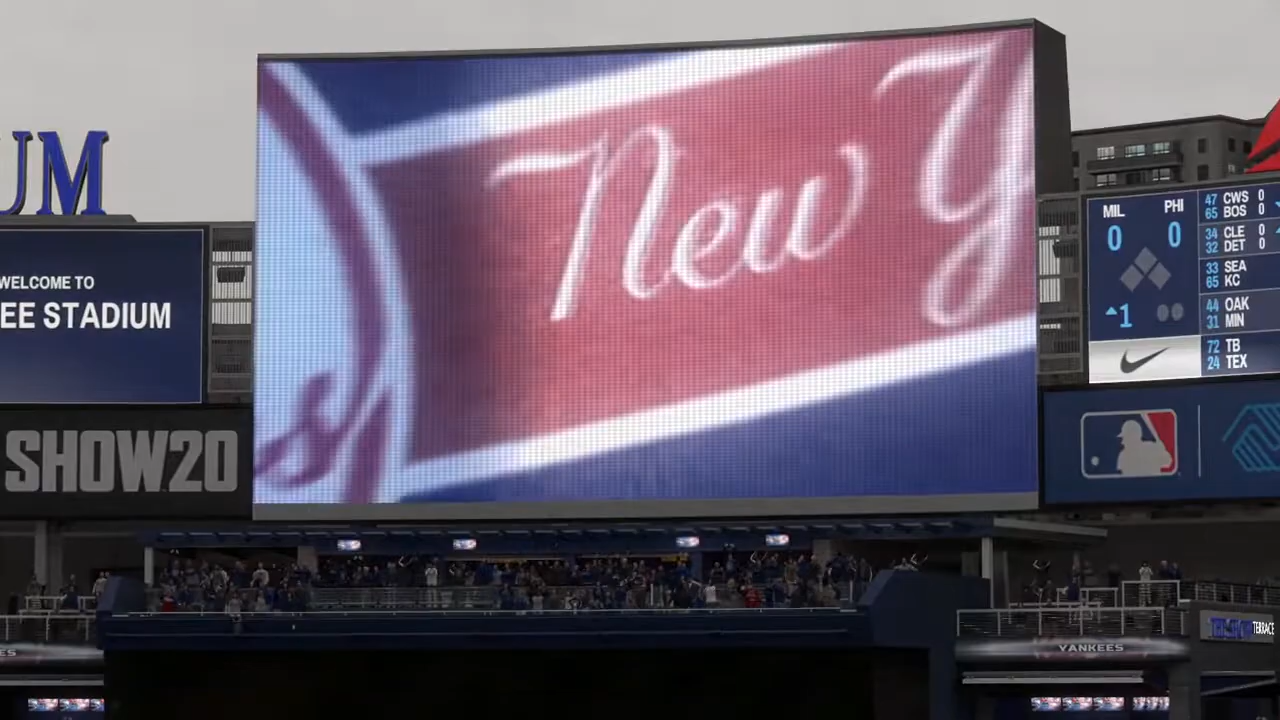 UM
WELCOME TO
EE STADIUM
SHOW20
New Y
MIL PHI
0 0
1
47 CWS 0
65 BOS 0
34 CLE 0
32 DET 0
33 SEA
65 KC
44 OAK
31 MIN
72 TB
24 TEX
TERRACE
YANKEES
ES